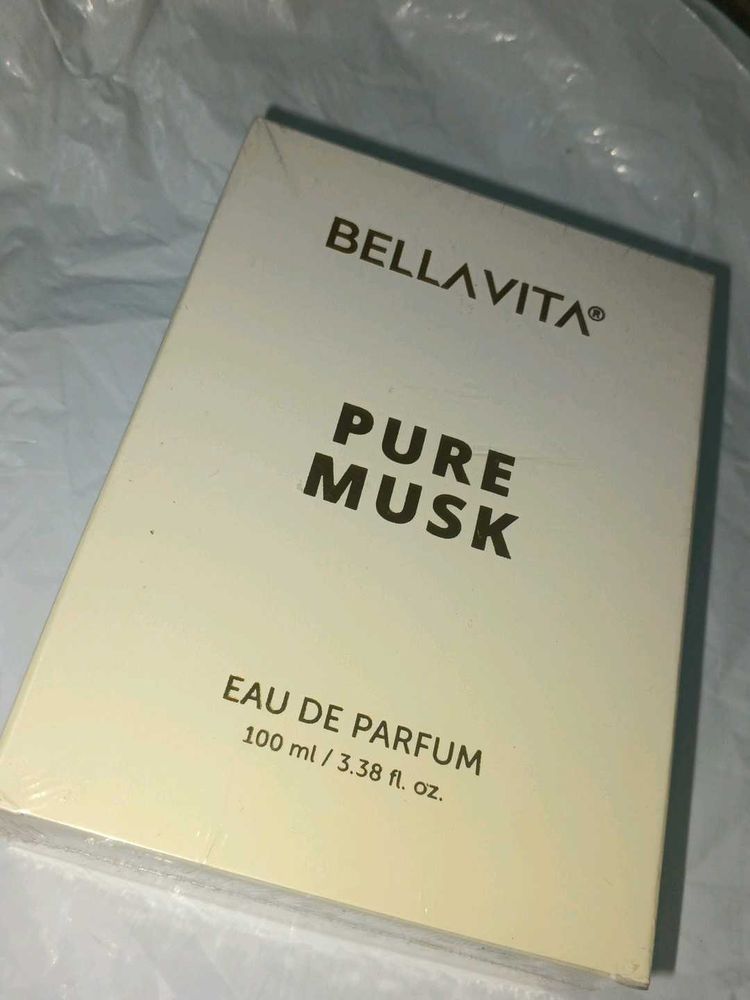 BELLAVITA®
PURE
MUSK
EAU DE PARFUM
100 ml / 3.38 fl. oz.